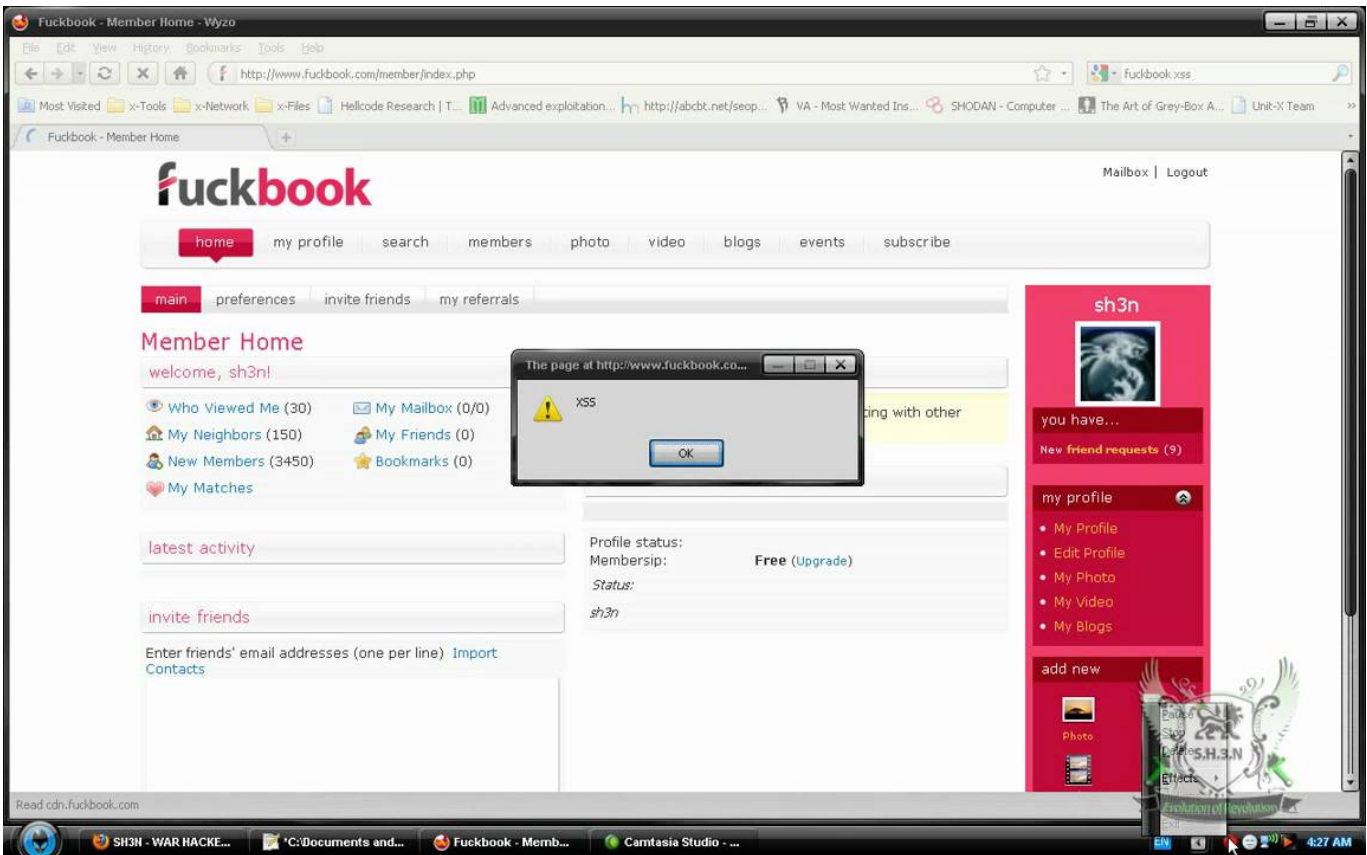 Fuckbook - Member Home - Wyzo
File Edit View History Bookmarks Tools Help
http://www.fuckbook.com/member/index.php
fuckbook xss
Most Visited x-Tools x-Network x-Files Hellcode Research | T... Advanced exploitation... http://abcbt.net/seop... VA - Most Wanted Ins... SHODAN - Computer ... The Art of Grey-Box A... Unit-X Team
Fuckbook - Member Home
fuckbook
Mailbox | Logout
home my profile search members photo video blogs events subscribe
main preferences invite friends my referrals
Member Home
welcome, sh3n!
Who Viewed Me (30) My Mailbox (0/0)
My Neighbors (150) My Friends (0)
New Members (3450) Bookmarks (0)
My Matches
The page at http://www.fuckbook.co...
xss
OK
with other
latest activity
Profile status:
Membersip: Free (Upgrade)
Status:
sh3n
invite friends
Enter friends' email addresses (one per line) Import
Contacts
sh3n
you have...
New friend requests (9)
my profile
My Profile
Edit Profile
My Photo
My Video
My Blogs
add new
Photo
Pause
Stop
Delete
S.H.3.N
Effects
Evolution of Revolution
Exit
Read cdn.fuckbook.com
SH3N - WAR HACKE... *C:\Documents and... Fuckbook - Memb... Camtasia Studio - ...
EN 4:27 AM